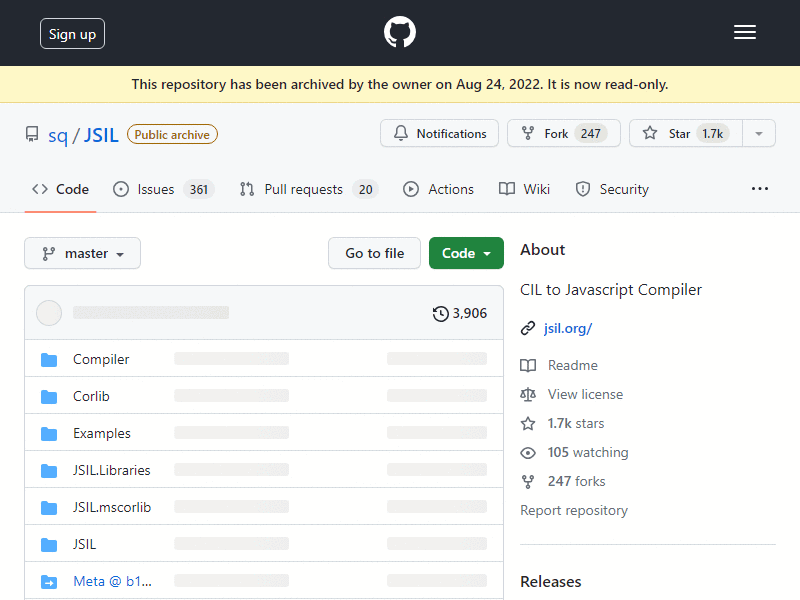 Sign up
This repository has been archived by the owner on Aug 24, 2022. It is now read-only.
sq / JSIL Public archive
Notifications Fork 247 Star 1.7k
Code Issues 361 Pull requests 20 Actions Wiki Security
master Go to file Code
3,906
Compiler
Corlib
Examples
JSIL.Libraries
JSIL.mscorlib
JSIL
Meta @ b1...
About
CIL to Javascript Compiler
jsil.org/
Readme
View license
1.7k stars
105 watching
247 forks
Report repository
Releases